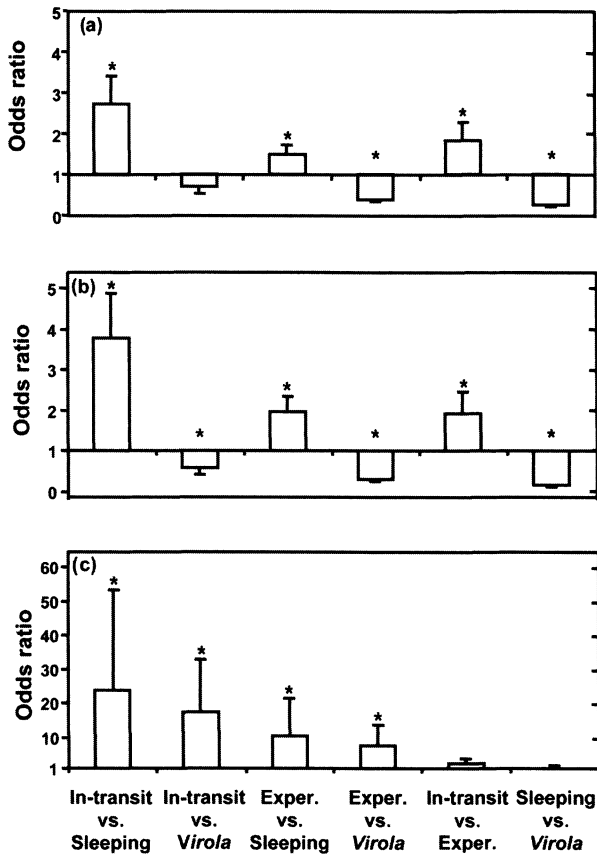 (a)
5
4
3
2
1
0
Odds ratio
*
*
*
*
*
(b)
5
4
3
2
1
0
Odds ratio
*
*
*
*
*
*
(c)
60
50
40
30
20
10
1
Odds ratio
*
*
*
*
In-transit vs. Sleeping
In-transit vs. Virola
Exper. vs. Sleeping
Exper. vs. Virola
In-transit vs. Exper.
Sleeping vs. Virola